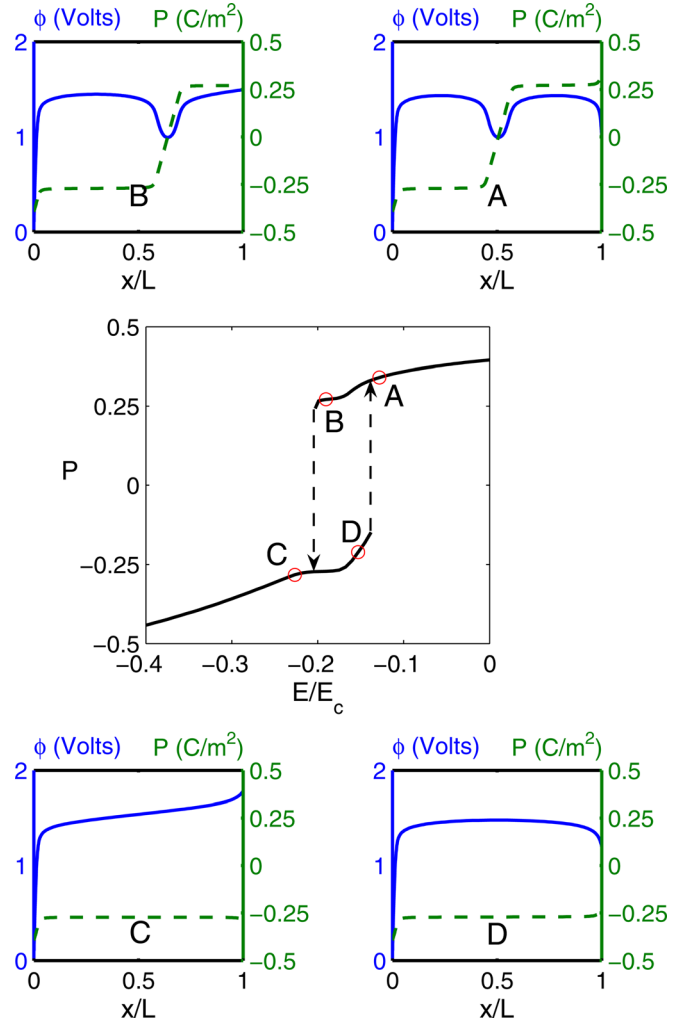 ϕ (Volts) P (C/m²) ϕ (Volts) P (C/m²)
2 0.5 2 0.5
0.25 0.25
1 0 1 0
B −0.25 A −0.25
0 −0.5 0 −0.5
0 0.5 1 0 0.5 1
x/L x/L
0.5
A
0.25
B
P 0
D
C
−0.25
−0.5
−0.4 −0.3 −0.2 −0.1 0
E/E_c
ϕ (Volts) P (C/m²) ϕ (Volts) P (C/m²)
2 0.5 2 0.5
0.25 0.25
1 0 1 0
−0.25 −0.25
C D
0 −0.5 0 −0.5
0 0.5 1 0 0.5 1
x/L x/L